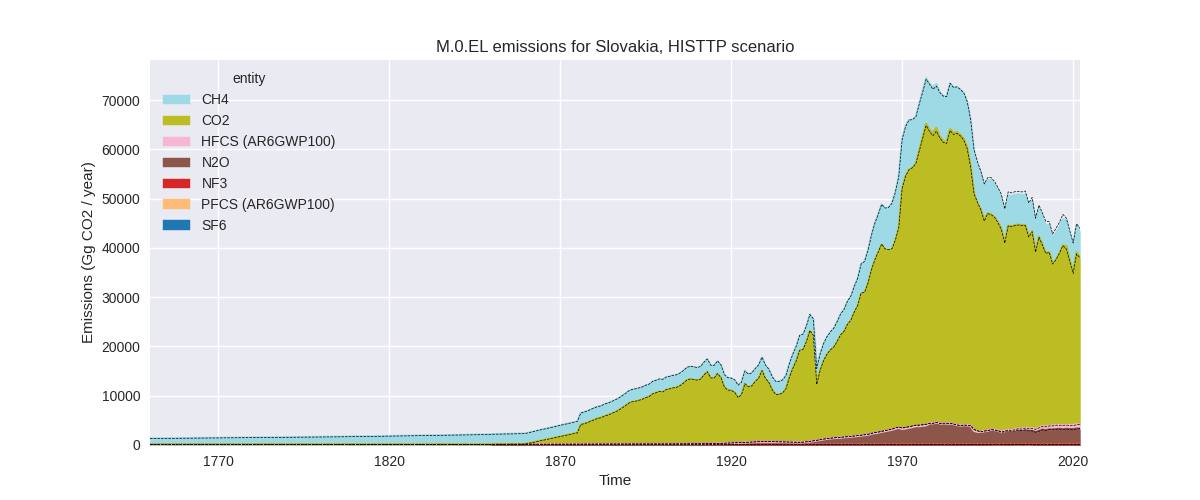 M.0.EL emissions for Slovakia, HISTTP scenario
entity
CH4
CO2
HFCS (AR6GWP100)
N2O
NF3
PFCS (AR6GWP100)
SF6
Emissions (Gg CO2 / year)
70000
60000
50000
40000
30000
20000
10000
0
1770 1820 1870 1920 1970 2020
Time